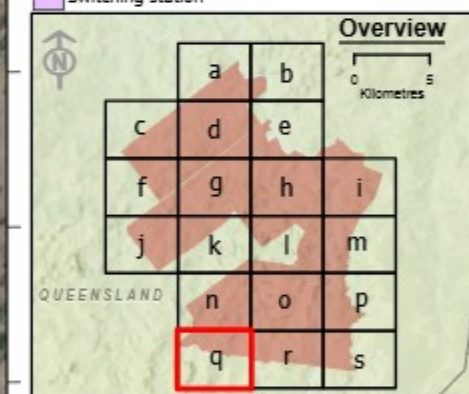 Switching station
Overview
N
0 5
Kilometres
a b
c d e
f g h i
j k l m
QUEENSLAND
n o p
q r s